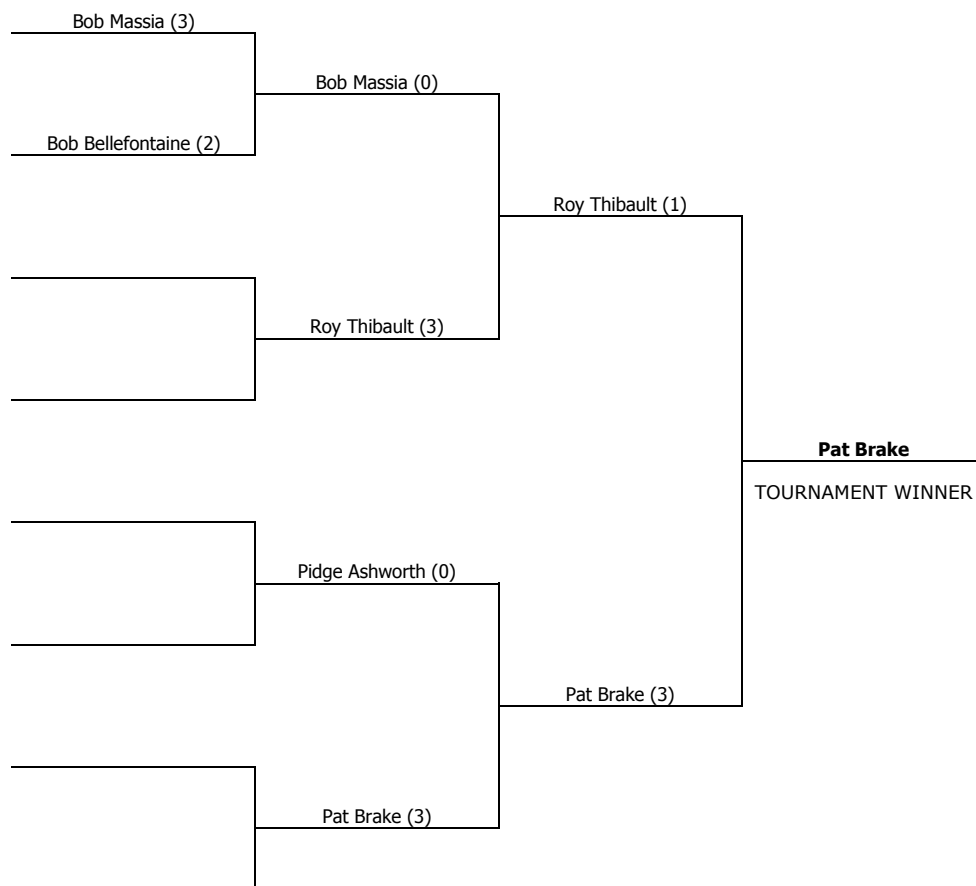 Bob Massia (3)
Bob Massia (0)
Bob Bellefontaine (2)
Roy Thibault (1)
Roy Thibault (3)
Pat Brake
TOURNAMENT WINNER
Pidge Ashworth (0)
Pat Brake (3)
Pat Brake (3)